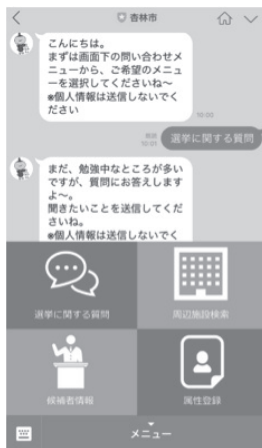 杏林市
こんにちは。
まずは画面下の問い合わせメ
ニューから、ご希望のメニュ
ーを選択してくださいね〜
※個人情報は送信しないでく
ださい
10:00
既読
10:01
選挙に関する質問
まだ、勉強中なところが多い
ですが、質問にお答えします
よ〜。
聞きたいことを送信してくだ
さいね。
※個人情報は送信しないでく
選挙に関する質問
周辺施設検索
候補者情報
属性登録
メニュー